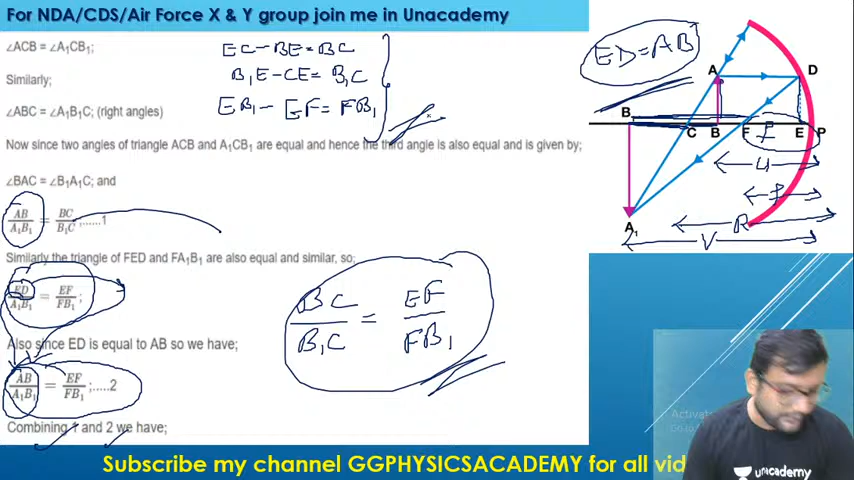 For NDA/CDS/Air Force X & Y group join me in Unacademy
∠ACB = ∠A₁CB₁;
Similarly;
∠ABC = ∠A₁B₁C; (right angles)
EC - BE = BC
B₁E - CE = B₁C
EB₁ - EF = FB₁
Now since two angles of triangle ACB and A₁CB₁ are equal and hence the third angle is also equal and is given by;
∠BAC = ∠B₁A₁C; and
AB/A₁B₁ = BC/B₁C ;......1
Similarly the triangle of FED and FA₁B₁ are also equal and similar, so;
ED/A₁B₁ = EF/FB₁ ;
Also since ED is equal to AB so we have;
AB/A₁B₁ = EF/FB₁ ;.....2
Combining 1 and 2 we have;
BC/B₁C = EF/FB₁
ED = AB
A
D
B
C
B
F
F
E
P
u
f
R
V
A₁
unacademy
Subscribe my channel GGPHYSICSACADEMY for all vid